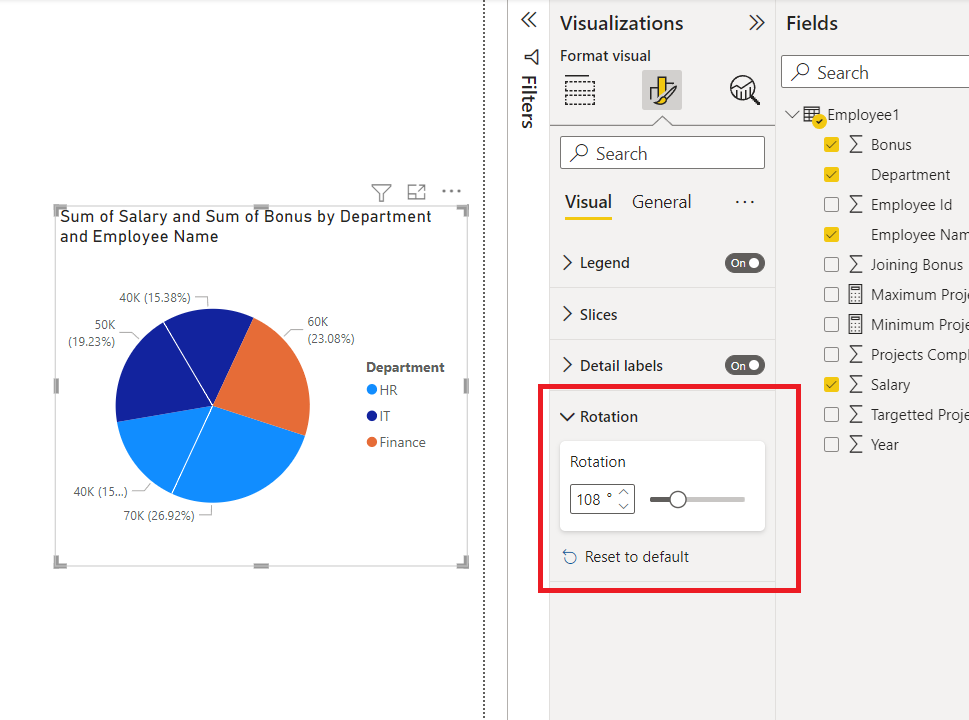 Sum of Salary and Sum of Bonus by Department
and Employee Name
40K (15.38%)
50K
(19.23%)
60K
(23.08%)
40K (15...)
70K (26.92%)
Department
HR
IT
Finance
Filters
Visualizations
Format visual
Search
Visual General
Legend On
Slices
Detail labels On
Rotation
Rotation
108 °
Reset to default
Fields
Search
Employee1
Bonus
Department
Employee Id
Employee Nam
Joining Bonus
Maximum Proj
Minimum Proje
Projects Compl
Salary
Targetted Proje
Year